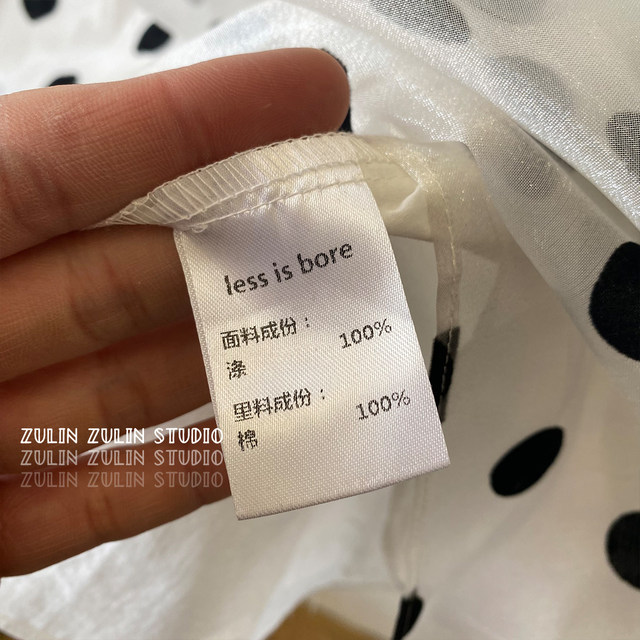 less is bore
面料成份：
涤 100%
里料成份：
棉 100%
ZULIN ZULIN STUDIO
ZULIN ZULIN STUDIO
ZULIN ZULIN STUDIO